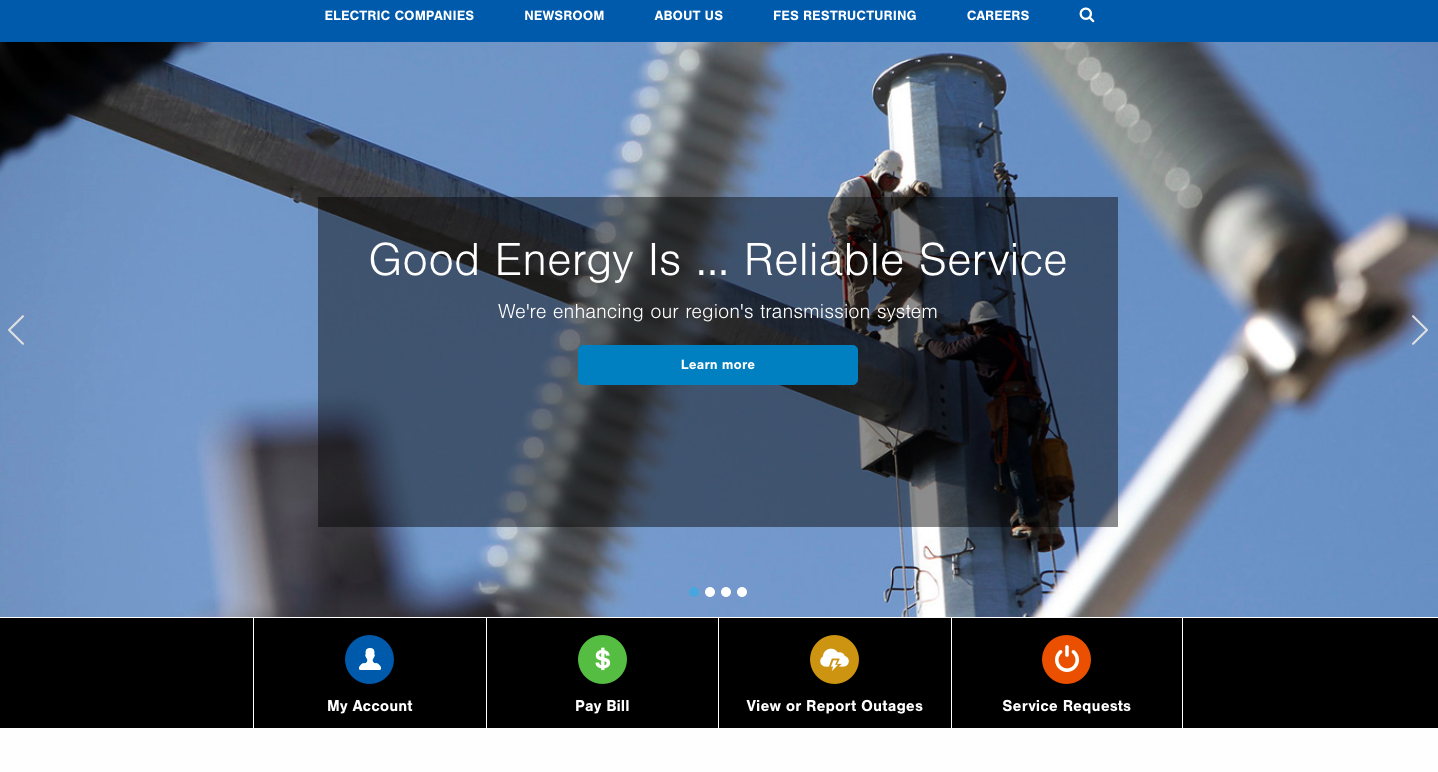 ELECTRIC COMPANIES NEWSROOM ABOUT US FES RESTRUCTURING CAREERS
Good Energy Is ... Reliable Service
We're enhancing our region's transmission system
Learn more
My Account Pay Bill View or Report Outages Service Requests